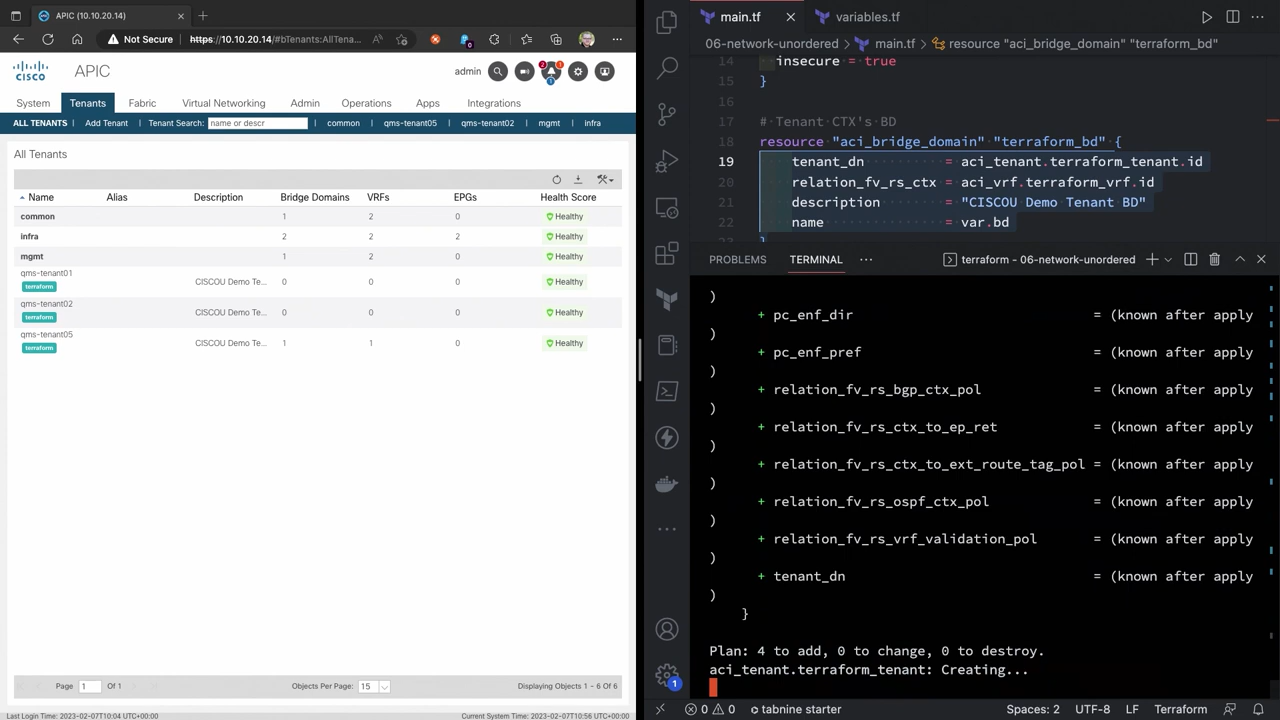 APIC (10.10.20.14)
Not Secure
https://10.10.20.14/#bTenants:AllTena...
cisco
APIC
admin
2
1
1
System
Tenants
Fabric
Virtual Networking
Admin
Operations
Apps
Integrations
ALL TENANTS | Add Tenant | Tenant Search: name or descr | common | qms-tenant05 | qms-tenant02 | mgmt | infra
All Tenants
Name Alias Description Bridge Domains VRFs EPGs Health Score
common 1 2 0 Healthy
infra 2 2 2 Healthy
mgmt 1 2 0 Healthy
qms-tenant01
terraform CISCOU Demo Te... 0 0 0 Healthy
qms-tenant02
terraform CISCOU Demo Te... 0 0 0 Healthy
qms-tenant05
terraform CISCOU Demo Te... 1 1 0 Healthy
Page 1 Of 1 Objects Per Page: 15 Displaying Objects 1 - 6 Of 6
Last Login Time: 2023-02-07T10:04 UTC+00:00 Current System Time: 2023-02-07T10:56 UTC+00:00
main.tf variables.tf
06-network-unordered > main.tf > resource "aci_bridge_domain" "terraform_bd"
14 insecure = true
15 }
16
17 # Tenant CTX's BD
18 resource "aci_bridge_domain" "terraform_bd" {
19 tenant_dn = aci_tenant.terraform_tenant.id
20 relation_fv_rs_ctx = aci_vrf.terraform_vrf.id
21 description = "CISCOU Demo Tenant BD"
22 name = var.bd
23 }
PROBLEMS TERMINAL ... terraform - 06-network-unordered
)
+ pc_enf_dir = (known after apply
)
+ pc_enf_pref = (known after apply
)
+ relation_fv_rs_bgp_ctx_pol = (known after apply
)
+ relation_fv_rs_ctx_to_ep_ret = (known after apply
)
+ relation_fv_rs_ctx_to_ext_route_tag_pol = (known after apply
)
+ relation_fv_rs_ospf_ctx_pol = (known after apply
)
+ relation_fv_rs_vrf_validation_pol = (known after apply
)
+ tenant_dn = (known after apply
)
}
Plan: 4 to add, 0 to change, 0 to destroy.
aci_tenant.terraform_tenant: Creating...
1
0 0 tabnine starter Spaces: 2 UTF-8 LF Terraform